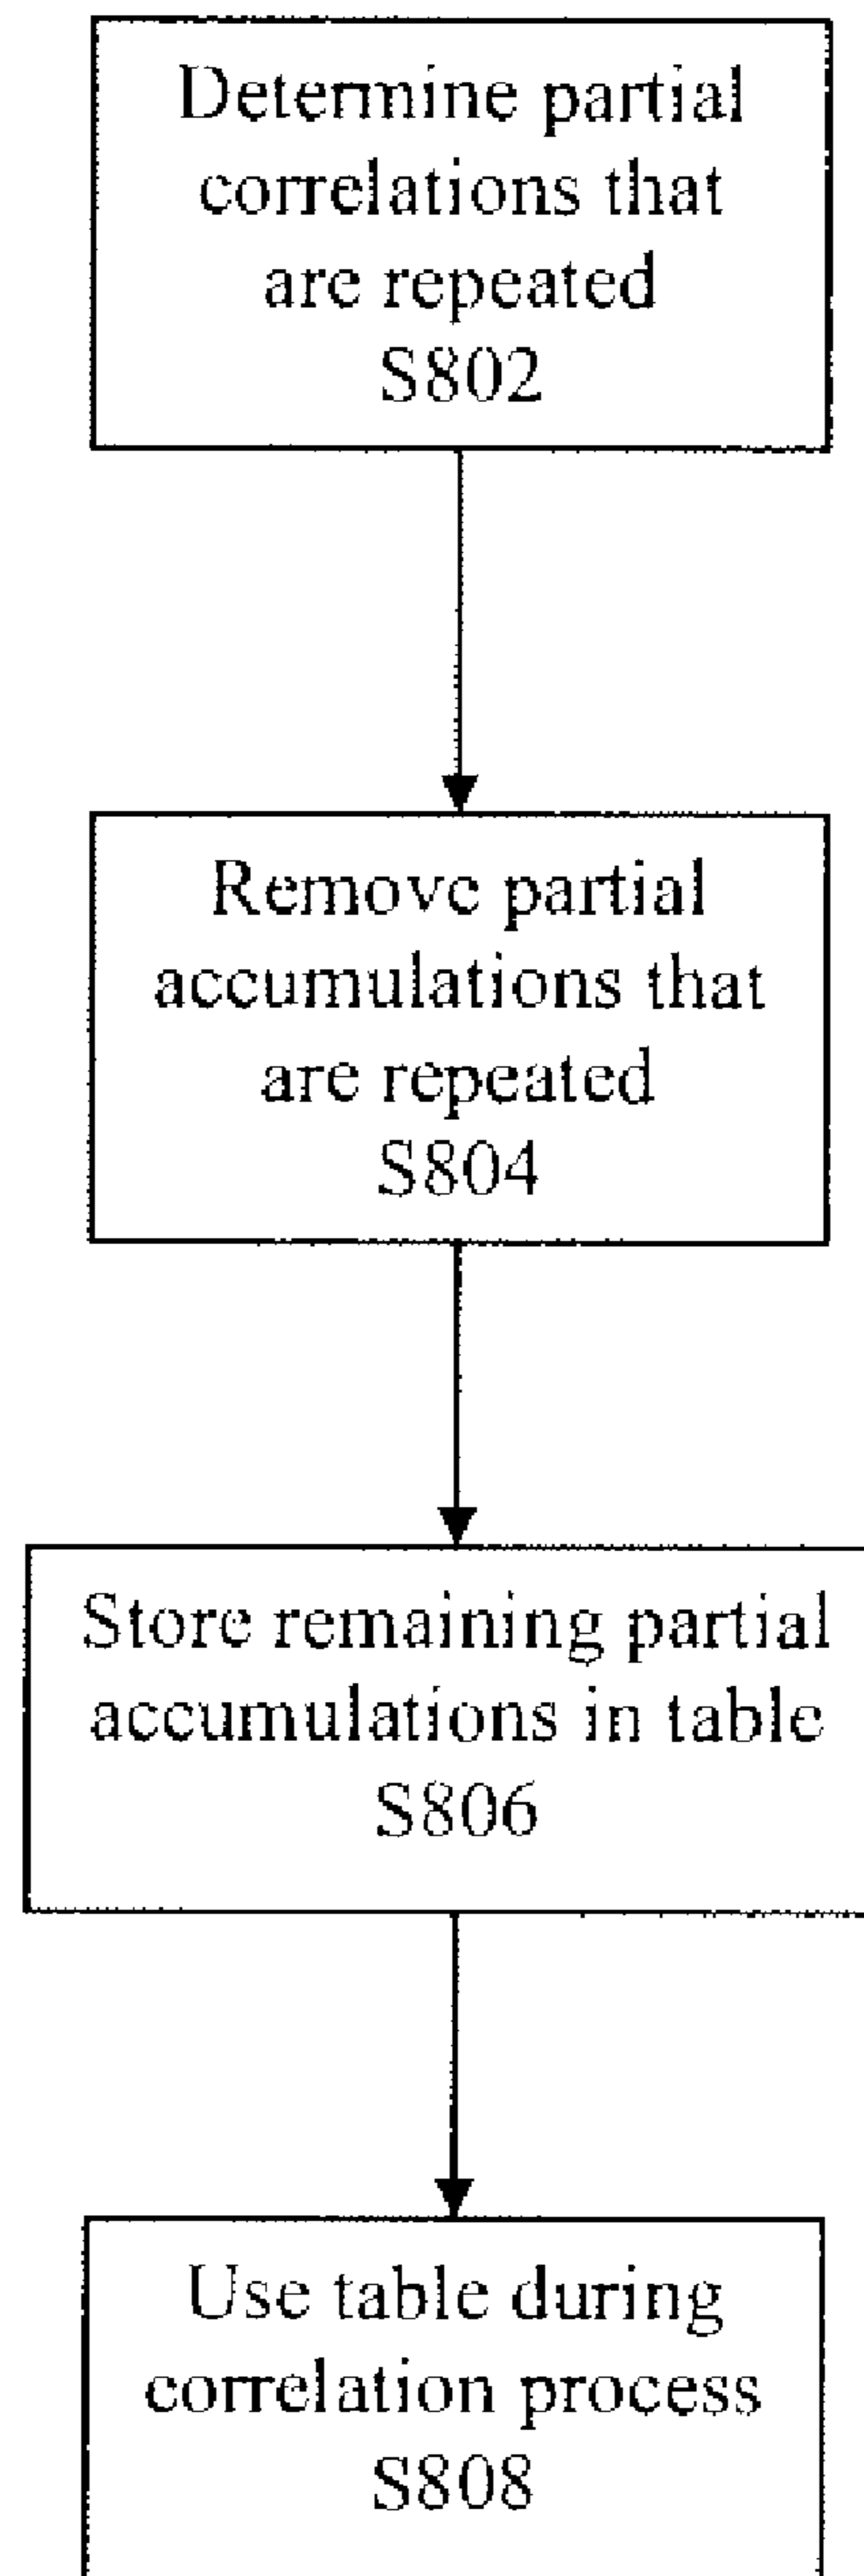 Determine partial
correlations that
are repeated
S802
Remove partial
accumulations that
are repeated
S804
Store remaining partial
accumulations in table
S806
Use table during
correlation process
S808